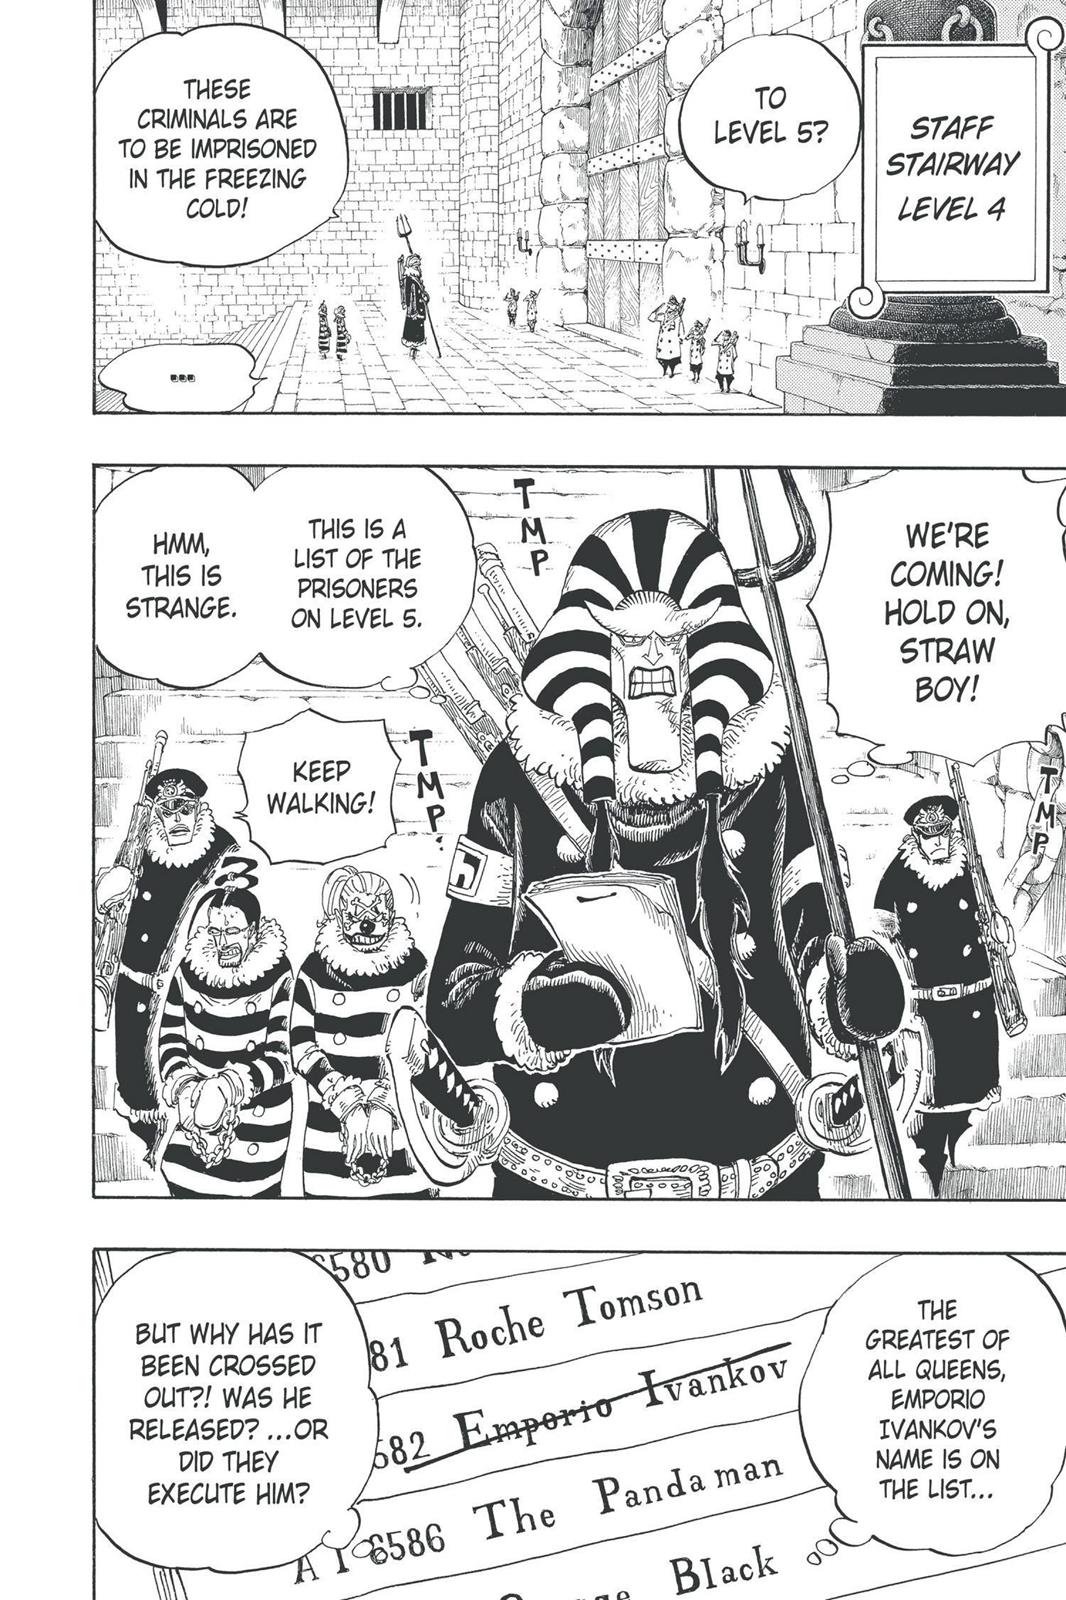 TO
LEVEL 5?
STAFF
STAIRWAY
LEVEL 4
THESE
CRIMINALS ARE
TO BE IMPRISONED
IN THE FREEZING
COLD!
...
WE'RE
COMING!
HOLD ON,
STRAW
BOY!
TMP
THIS IS A
LIST OF THE
PRISONERS
ON LEVEL 5.
HMM,
THIS IS
STRANGE.
KEEP
WALKING!
TMP
TMP
THE
GREATEST OF
ALL QUEENS,
EMPORIO
IVANKOV'S
NAME IS ON
THE LIST...
BUT WHY HAS IT
BEEN CROSSED
OUT?! WAS HE
RELEASED? ...OR
DID THEY
EXECUTE HIM?
6580
81 Roche Tomson
682 Emporio Ivankov
A I 6586 The Pandaman
Black